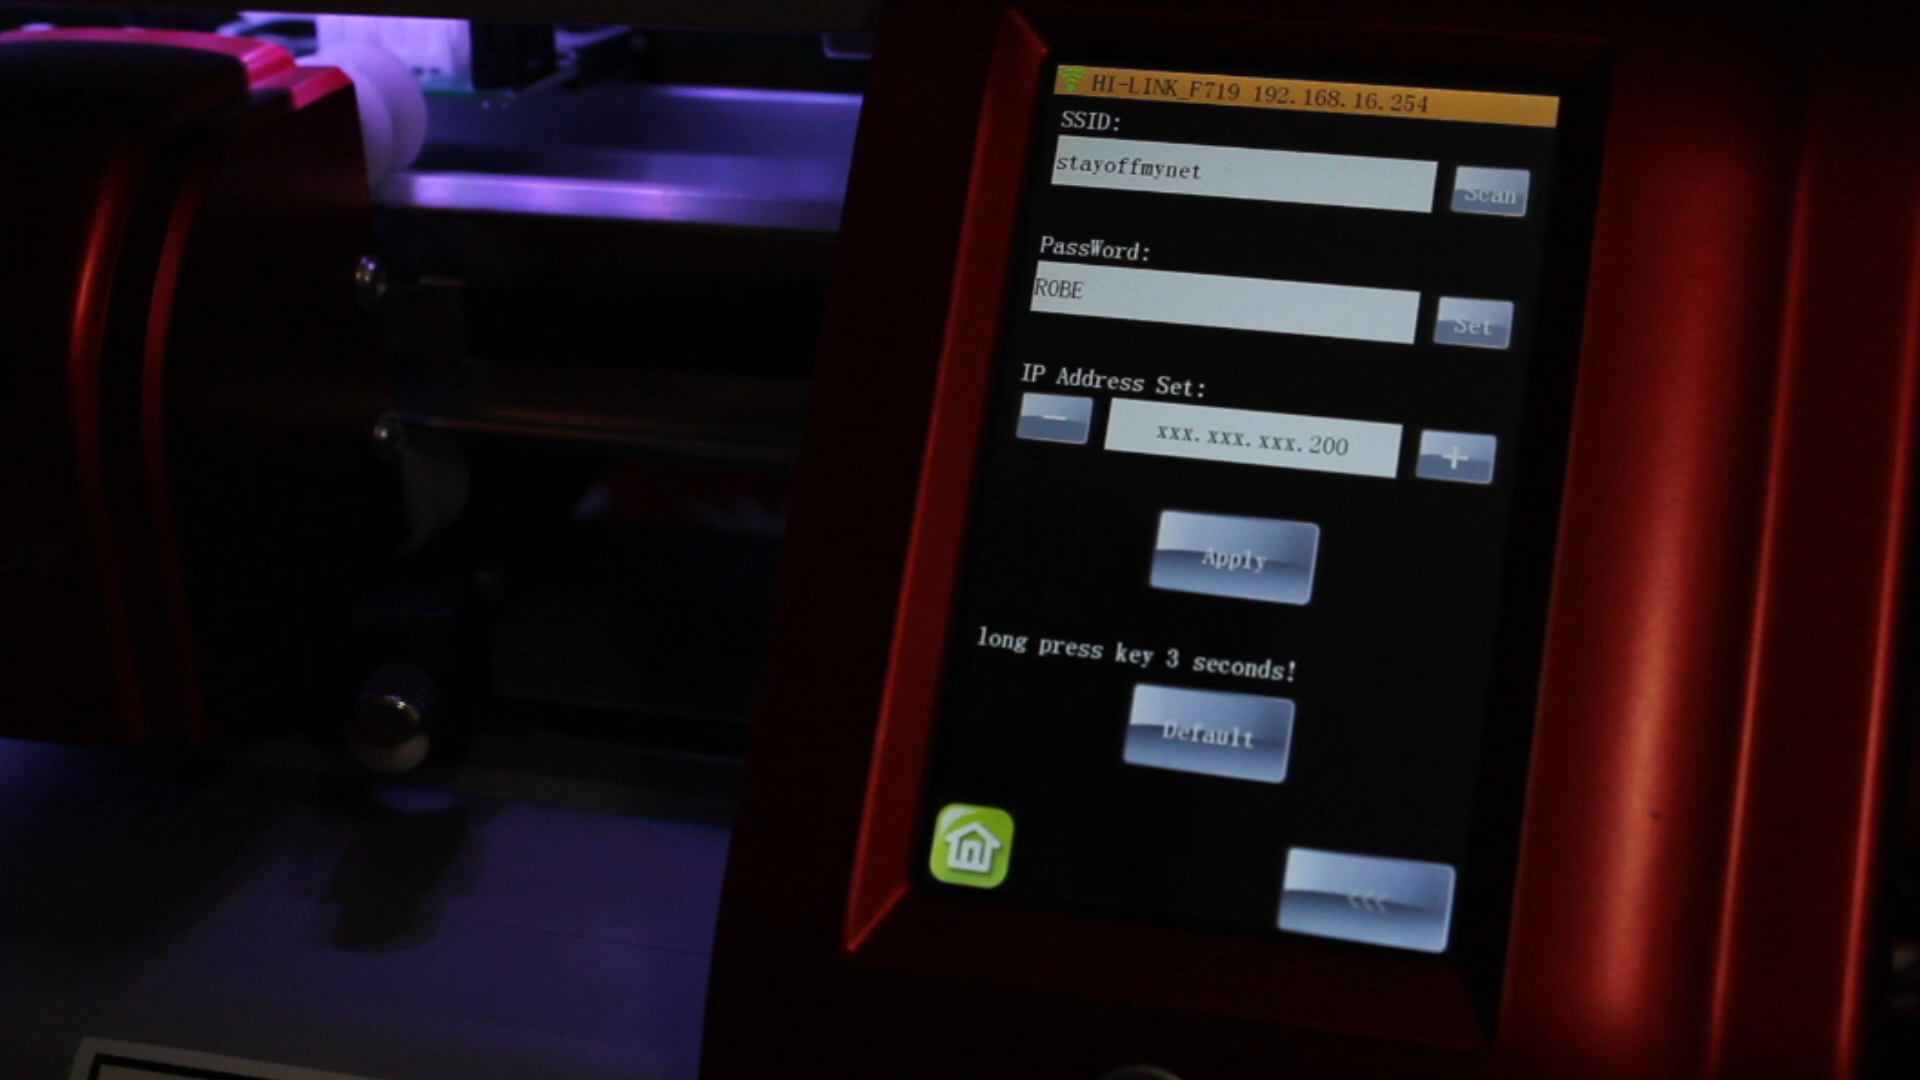 HI-LINK_F719 192.168.16.254
SSID:
stayoffmynet
Scan
PassWord:
ROBE
Set
IP Address Set:
— xxx.xxx.xxx.200 +
Apply
long press key 3 seconds!
Default
<<<